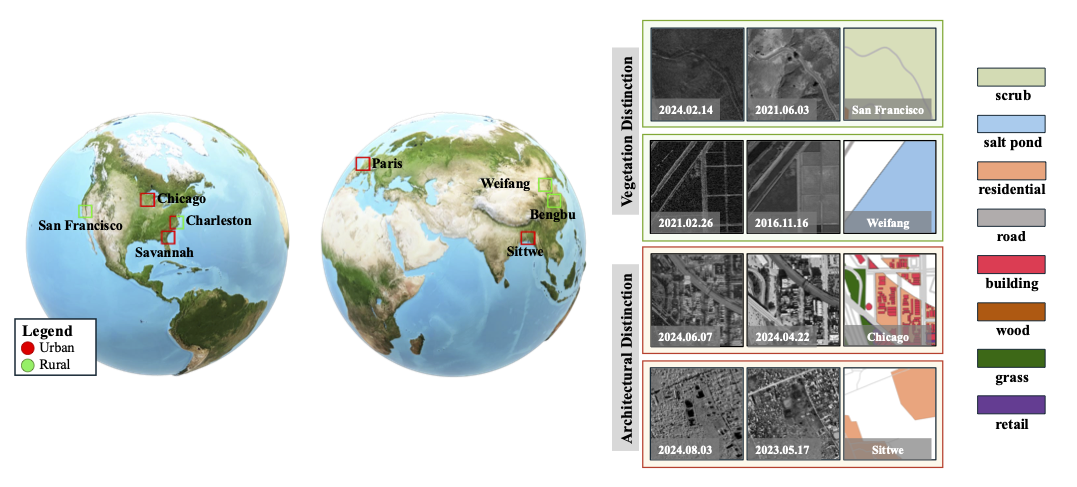 Chicago
San Francisco
Charleston
Savannah
Legend
Urban
Rural
Paris
Weifang
Bengbu
Sittwe
Vegetation Distinction
2024.02.14
2021.06.03
San Francisco
2021.02.26
2016.11.16
Weifang
Architectural Distinction
2024.06.07
2024.04.22
Chicago
2024.08.03
2023.05.17
Sittwe
scrub
salt pond
residential
road
building
wood
grass
retail